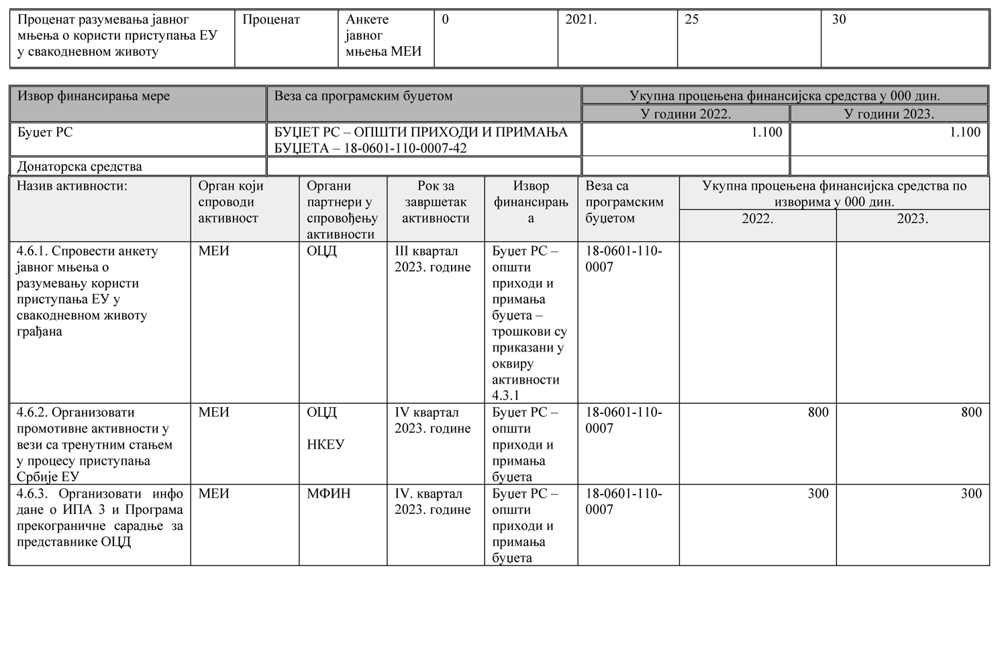 Проценат разумевања јавног
мњења о користи приступања ЕУ
у свакодневном животу
Проценат
Анкете
јавног
мњења МЕИ
0
2021.
25
30
Извор финансирања мере
Веза са програмским буџетом
Укупна процењена финансијска средства у 000 дин.
У години 2022.
У години 2023.
Буџет РС
БУЏЕТ РС – ОПШТИ ПРИХОДИ И ПРИМАЊА
БУЏЕТА – 18-0601-110-0007-42
1.100
1.100
Донаторска средства
Назив активности:
Орган који
спроводи
активност
Органи
партнери у
спровођењу
активности
Рок за
завршетак
активности
Извор
финансирањ
а
Веза са
програмским
буџетом
Укупна процењена финансијска средства по
изворима у 000 дин.
2022.
2023.
4.6.1. Спровести анкету
јавног мњења о
разумевању користи
приступања ЕУ у
свакодневном животу
грађана
МЕИ
ОЦД
III квартал
2023. године
Буџет РС –
општи
приходи и
примања
буџета –
трошкови су
приказани у
оквиру
активности
4.3.1
18-0601-110-
0007
4.6.2. Организовати
промотивне активности у
вези са тренутним стањем
у процесу приступања
Србије ЕУ
МЕИ
ОЦД
НКЕУ
IV квартал
2023. године
Буџет РС –
општи
приходи и
примања
буџета
18-0601-110-
0007
800
800
4.6.3. Организовати инфо
дане о ИПА 3 и Програма
прекограничне сарадње за
представнике ОЦД
МЕИ
МФИН
IV. квартал
2023. године
Буџет РС –
општи
приходи и
примања
буџета
18-0601-110-
0007
300
300